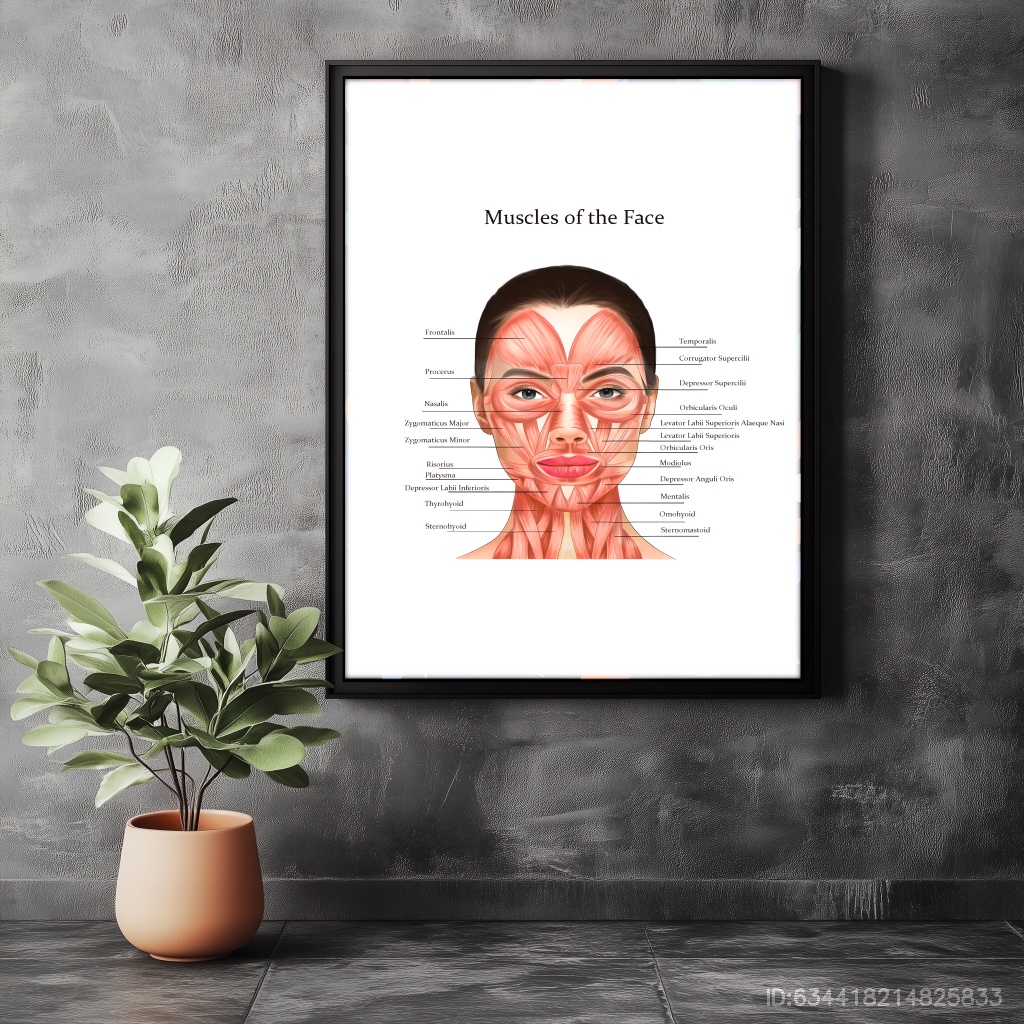 Muscles of the Face
Frontalis
Procerus
Nasalis
Zygomaticus Major
Zygomaticus Minor
Risorius
Platysma
Depressor Labii Inferioris
Thyrohyoid
Sternohyoid
Temporalis
Corrugator Supercilii
Depressor Supercilii
Orbicularis Oculi
Levator Labii Superioris Alaeque Nasi
Levator Labii Superioris
Orbicularis Oris
Modiolus
Depressor Anguli Oris
Mentalis
Omohyoid
Sternomastoid
ID:634418214825833